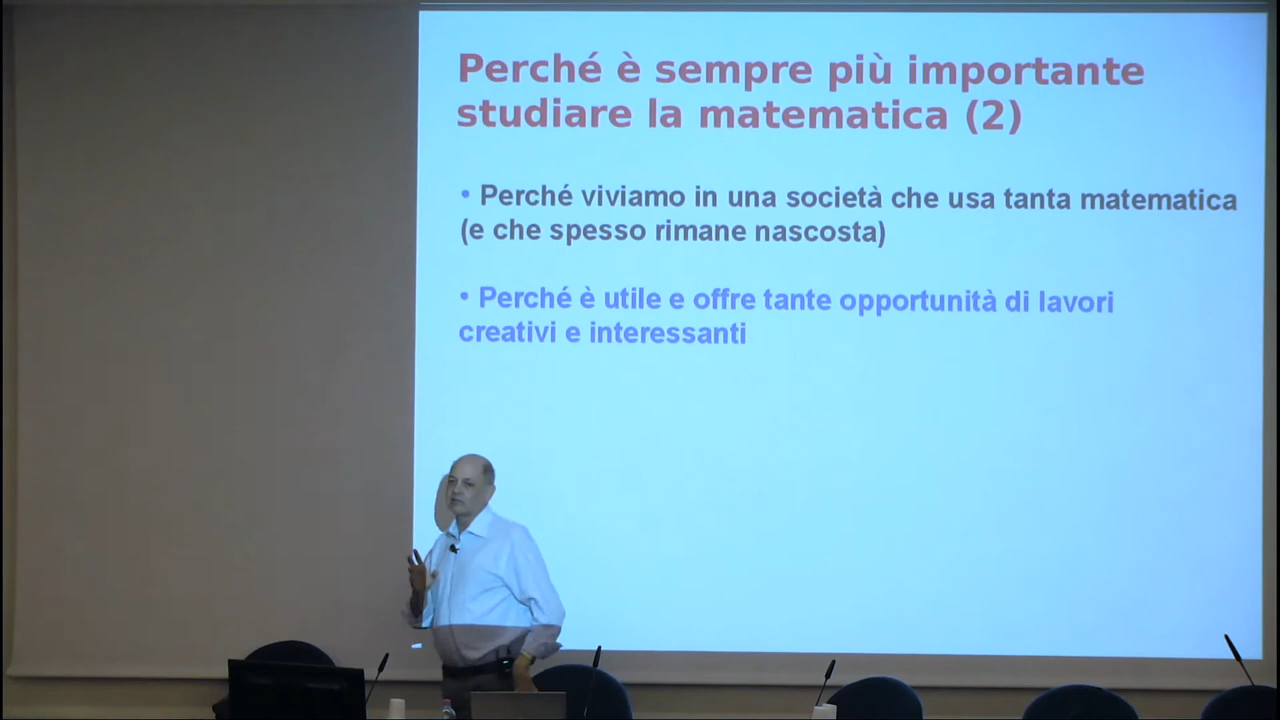 Perché è sempre più importante
studiare la matematica (2)
• Perché viviamo in una società che usa tanta matematica
(e che spesso rimane nascosta)
• Perché è utile e offre tante opportunità di lavori
creativi e interessanti